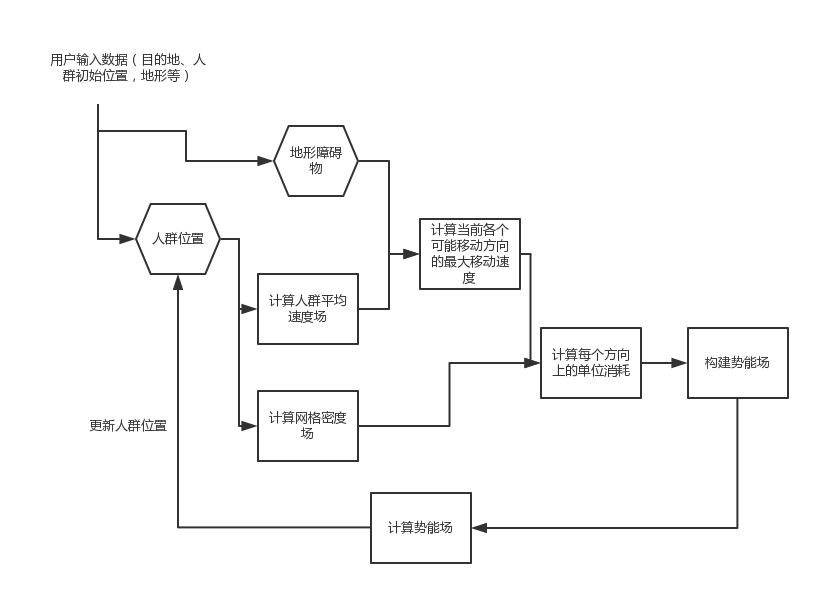 用户输入数据（目的地、人
群初始位置，地形等）
地形障碍
物
人群位置
计算当前各个
可能移动方向
的最大移动速
度
计算人群平均
速度场
计算每个方向
上的单位消耗
构建势能场
计算网格密度
场
更新人群位置
计算势能场